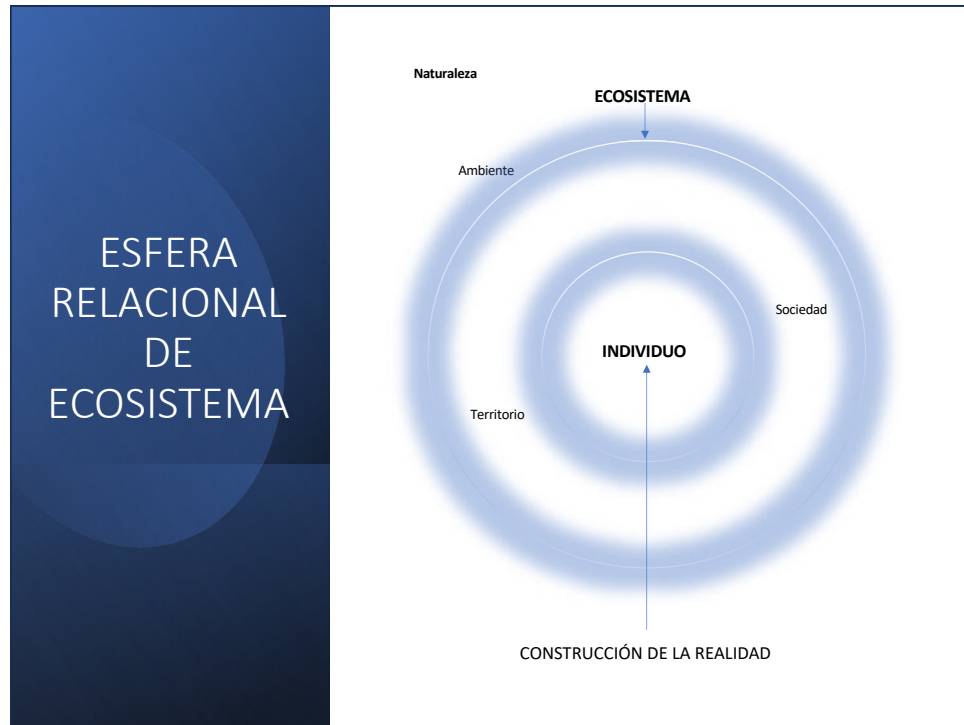 ESFERA
RELACIONAL
DE
ECOSISTEMA
Naturaleza
ECOSISTEMA
Ambiente
Sociedad
INDIVIDUO
Territorio
CONSTRUCCIÓN DE LA REALIDAD